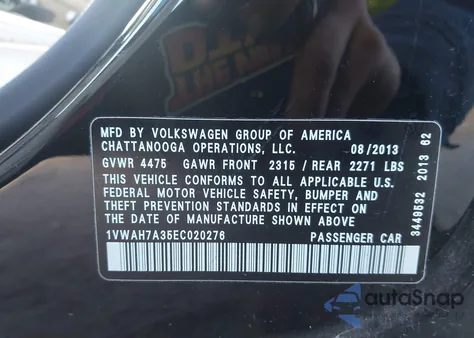 MFD BY VOLKSWAGEN GROUP OF AMERICA
CHATTANOOGA OPERATIONS, LLC. 08/2013
GVWR 4475 GAWR FRONT 2315 / REAR 2271 LBS
THIS VEHICLE CONFORMS TO ALL APPLICABLE U.S.
FEDERAL MOTOR VEHICLE SAFETY, BUMPER AND
THEFT PREVENTION STANDARDS IN EFFECT ON THE
DATE OF MANUFACTURE SHOWN ABOVE.
1VWAH7A35EC020276 PASSENGER CAR
3449532 2013 62
autoSnap